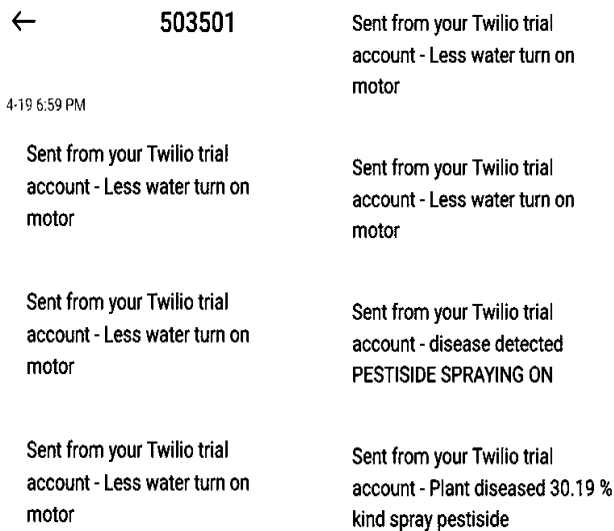 ←
503501
4-19 6:59 PM
Sent from your Twilio trial
account - Less water turn on
motor
Sent from your Twilio trial
account - Less water turn on
motor
Sent from your Twilio trial
account - Less water turn on
motor
Sent from your Twilio trial
account - Less water turn on
motor
Sent from your Twilio trial
account - Less water turn on
motor
Sent from your Twilio trial
account - disease detected
PESTISIDE SPRAYING ON
Sent from your Twilio trial
account - Plant diseased 30.19 %
kind spray pestiside